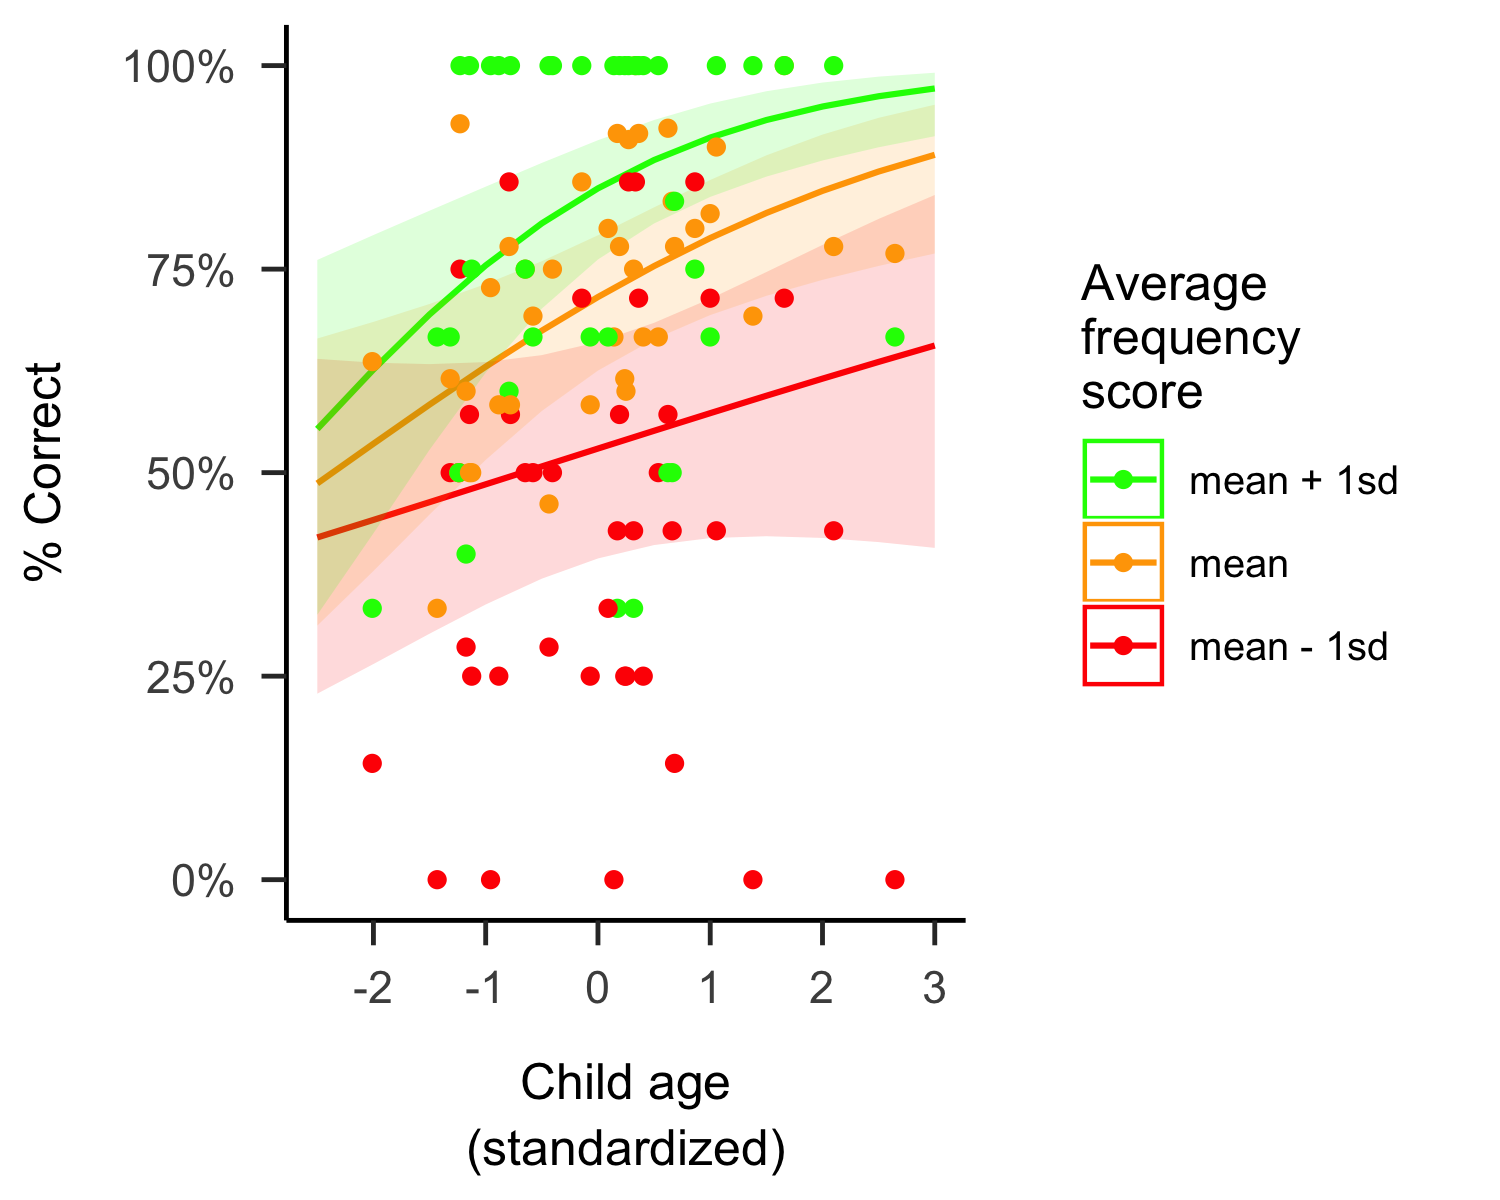 100%
75%
50%
25%
0%
% Correct
-2 -1 0 1 2 3
Child age
(standardized)
Average
frequency
score
mean + 1sd
mean
mean - 1sd